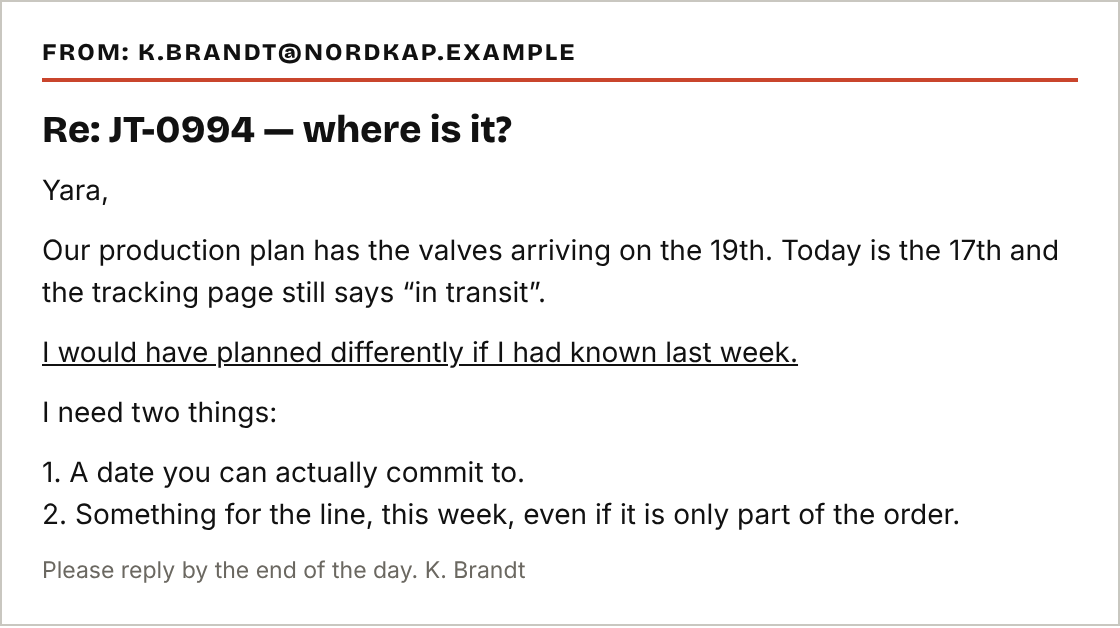 FROM: K.BRANDT@NORDKAP.EXAMPLE
Re: JT-0994 — where is it?
Yara,
Our production plan has the valves arriving on the 19th. Today is the 17th and
the tracking page still says “in transit”.
I would have planned differently if I had known last week.
I need two things:
1. A date you can actually commit to.
2. Something for the line, this week, even if it is only part of the order.
Please reply by the end of the day. K. Brandt